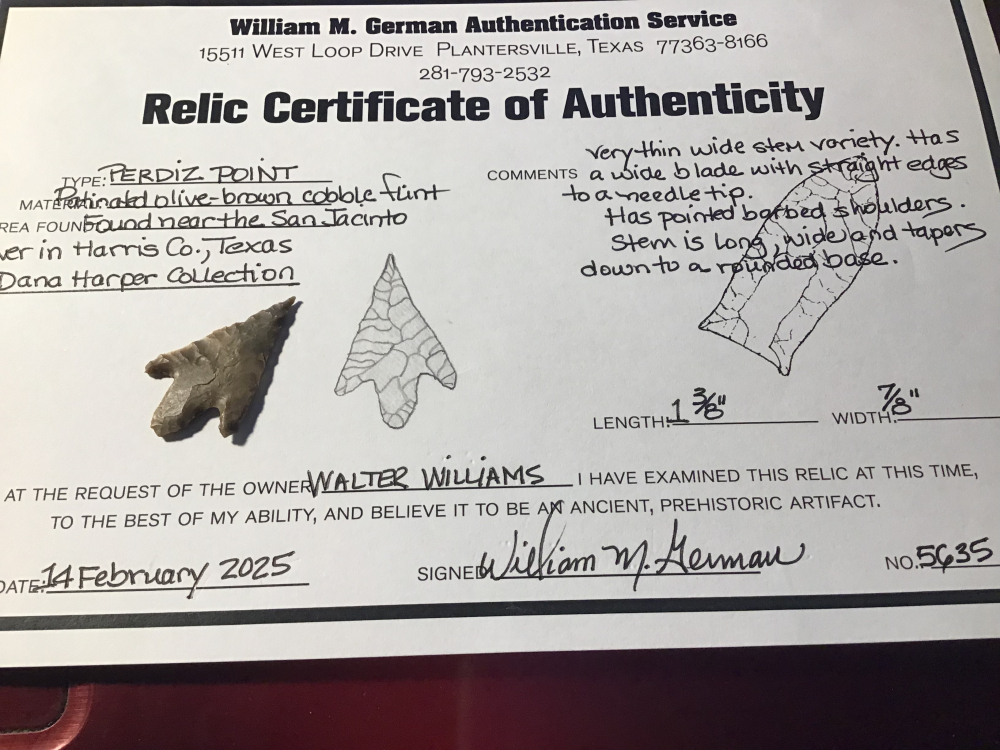 William M. German Authentication Service
15511 West Loop Drive Plantersville, Texas 77363-8166
281-793-2532
Relic Certificate of Authenticity
TYPE: PERDIZ POINT
MATERIAL Patinated olive-brown cobble flint
REA FOUND Found near the San Jacinto
ver in Harris Co., Texas
Dana Harper Collection
COMMENTS very thin wide stem variety. Has
a wide blade with straight edges
to a needle tip.
Has pointed barbed shoulders.
Stem is long, wide and tapers
down to a rounded base.
LENGTH: 1 3/8" WIDTH: 7/8"
AT THE REQUEST OF THE OWNER WALTER WILLIAMS I HAVE EXAMINED THIS RELIC AT THIS TIME,
TO THE BEST OF MY ABILITY, AND BELIEVE IT TO BE AN ANCIENT, PREHISTORIC ARTIFACT.
DATE: 14 February 2025 SIGNED William M. German NO. 5635